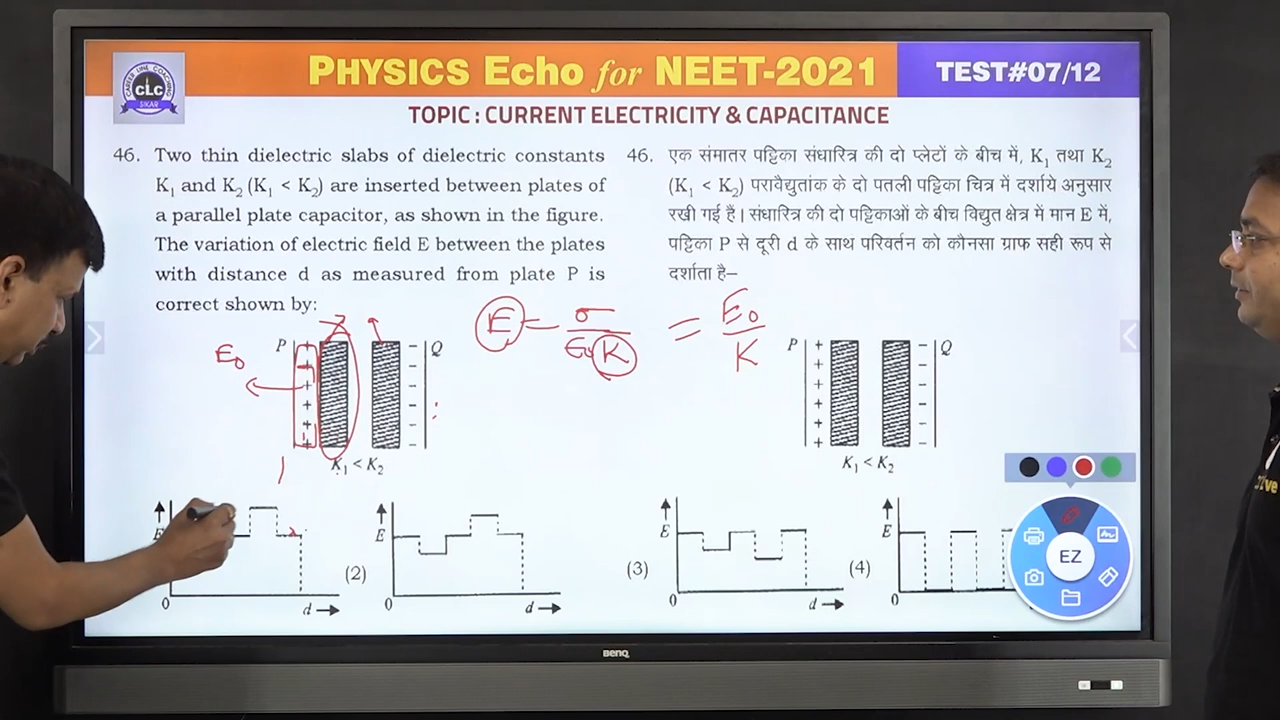 PHYSICS Echo for NEET-2021
TEST#07/12
CAREER LINE COACHING
CLC
SIKAR
TOPIC : CURRENT ELECTRICITY & CAPACITANCE
46. Two thin dielectric slabs of dielectric constants
K₁ and K₂ (K₁ < K₂) are inserted between plates of
a parallel plate capacitor, as shown in the figure.
The variation of electric field E between the plates
with distance d as measured from plate P is
correct shown by:
46. एक संमातर पट्टिका संधारित्र की दो प्लेटों के बीच में, K₁ तथा K₂
(K₁ < K₂) परावैद्युतांक के दो पतली पट्टिका चित्र में दर्शाये अनुसार
रखी गई हैं। संधारित्र की दो पट्टिकाओं के बीच विद्युत क्षेत्र में मान E में,
पट्टिका P से दूरी d के साथ परिवर्तन को कौनसा ग्राफ सही रूप से
दर्शाता है–
E = σ/ε₀K = E₀/K
E₀
P + + + + + – – – – – Q
K₁ < K₂
P + + + + + – – – – – Q
K₁ < K₂
E 0 d
(2) E 0 d
(3) E 0 d
(4) E 0
EZ
BenQ